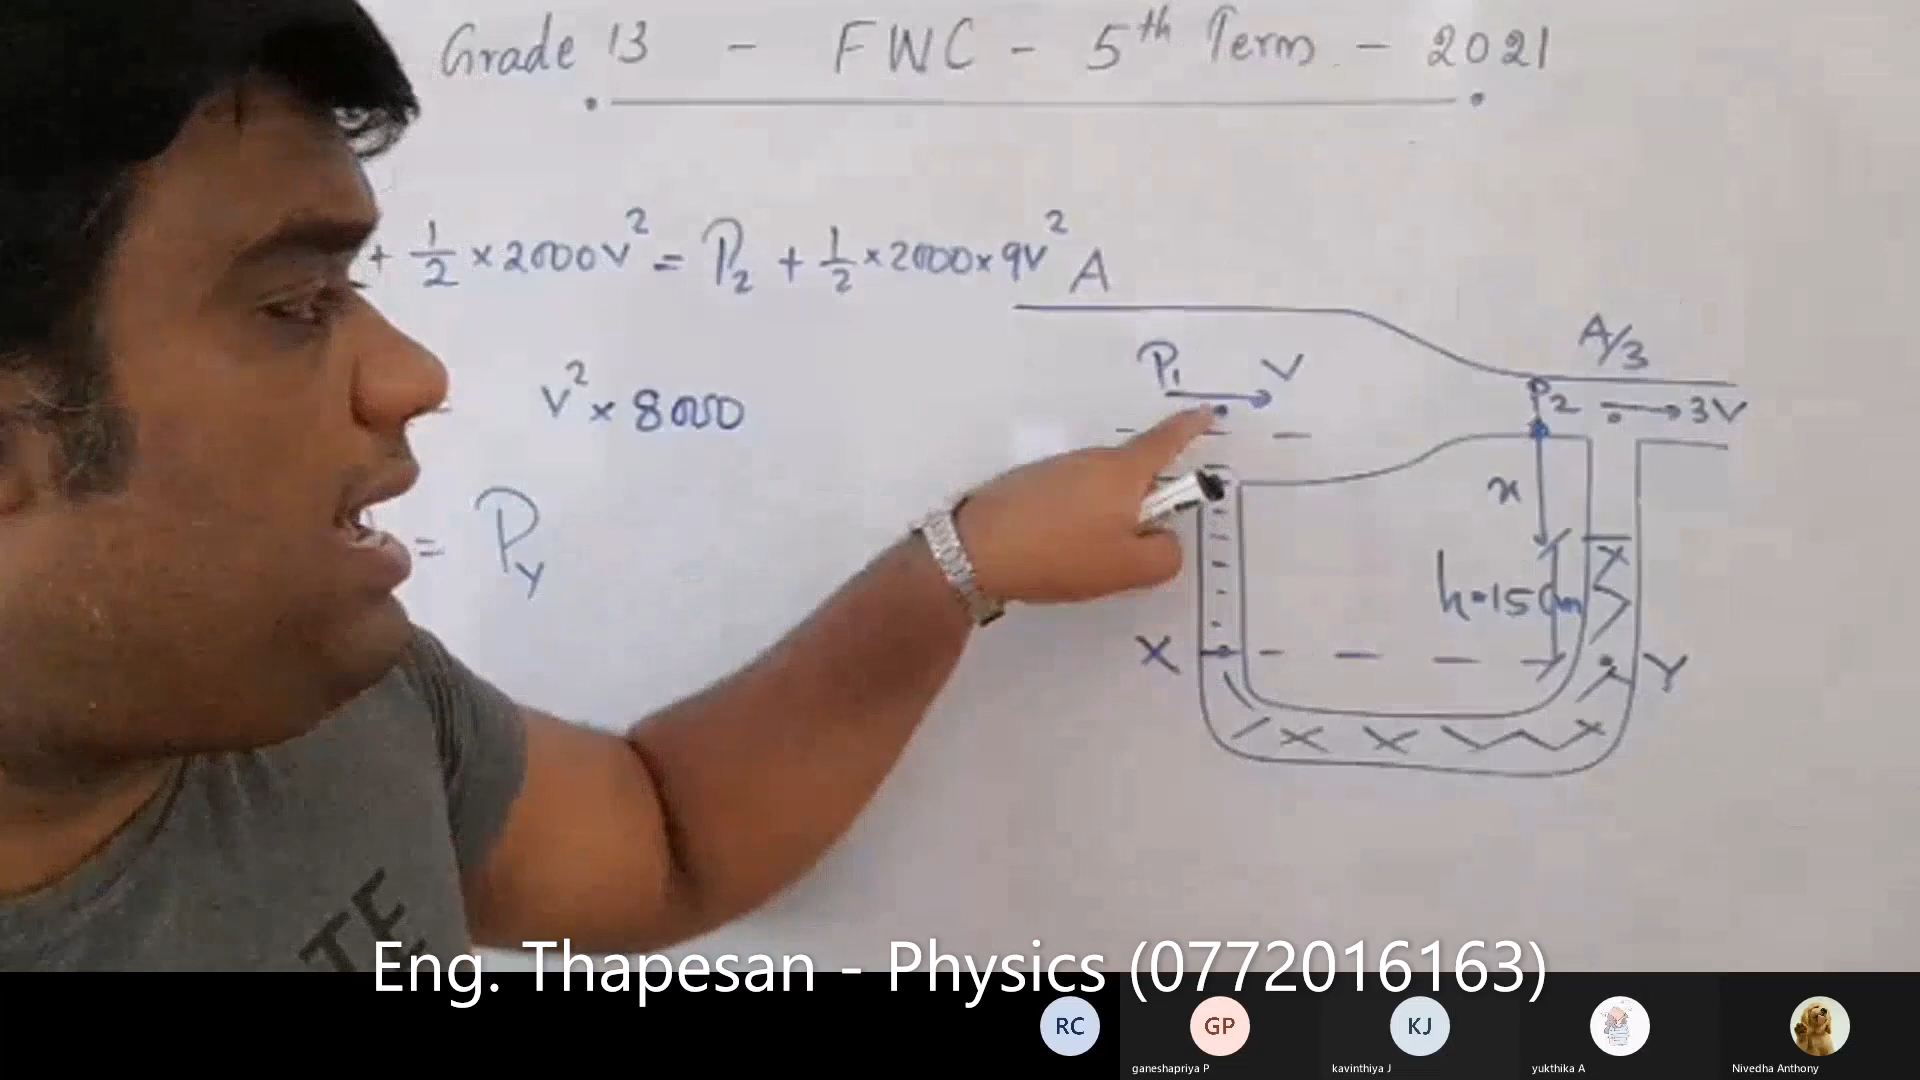 Grade 13 - FWC - 5th Term - 2021
+ 1/2 × 2000v² = P₂ + 1/2 × 2000 × 9v²
A
A/3
P₁
V
P₂
3V
v² × 8000
x
h=15cm
= Py
X
Y
TE
Eng. Thapesan - Physics (0772016163)
RC
GP
KJ
ganeshapriya P
kavinthiya J
yukthika A
Nivedha Anthony